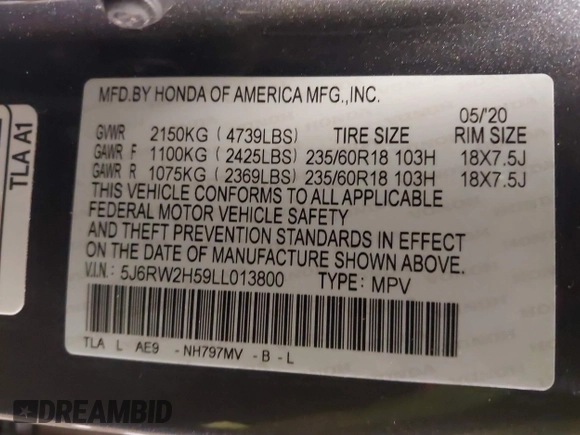 MFD.BY HONDA OF AMERICA MFG.,INC.
05/'20
GVWR 2150KG ( 4739LBS) TIRE SIZE RIM SIZE
GAWR F 1100KG ( 2425LBS) 235/60R18 103H 18X7.5J
GAWR R 1075KG ( 2369LBS) 235/60R18 103H 18X7.5J
THIS VEHICLE CONFORMS TO ALL APPLICABLE
FEDERAL MOTOR VEHICLE SAFETY
AND THEFT PREVENTION STANDARDS IN EFFECT
ON THE DATE OF MANUFACTURE SHOWN ABOVE.
V.I.N: 5J6RW2H59LL013800 TYPE: MPV
TLA L AE9 -NH797MV -B -L
TLA A1
DREAMBID